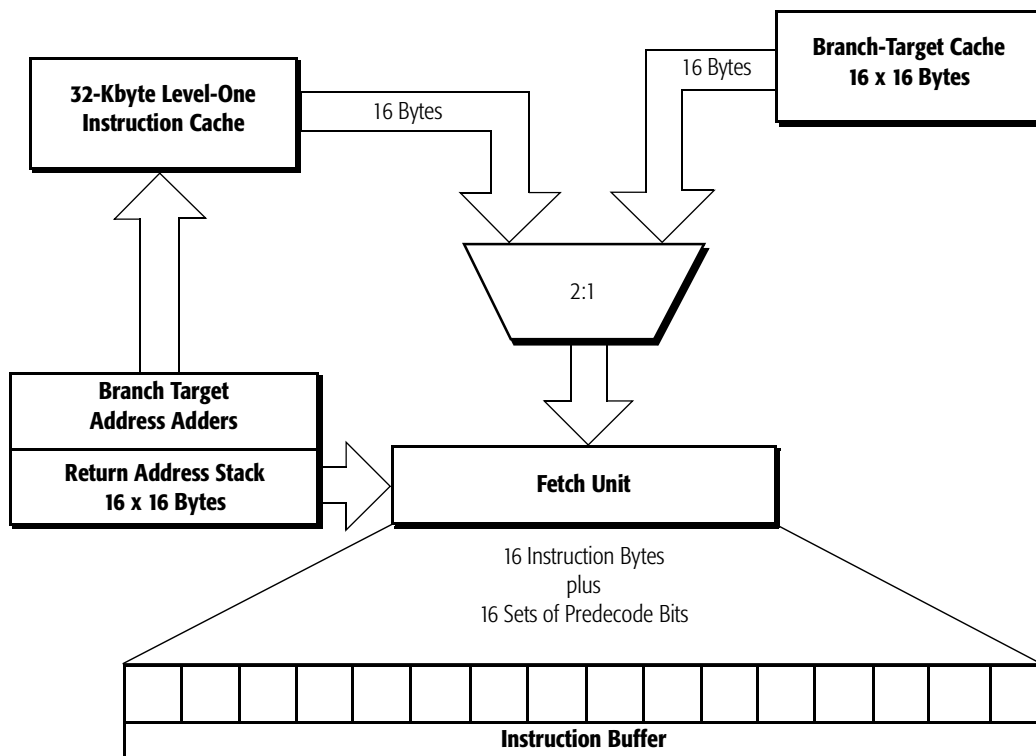 Branch-Target Cache
16 x 16 Bytes
32-Kbyte Level-One
Instruction Cache
16 Bytes
16 Bytes
2:1
Branch Target
Address Adders
Return Address Stack
16 x 16 Bytes
Fetch Unit
16 Instruction Bytes
plus
16 Sets of Predecode Bits
Instruction Buffer